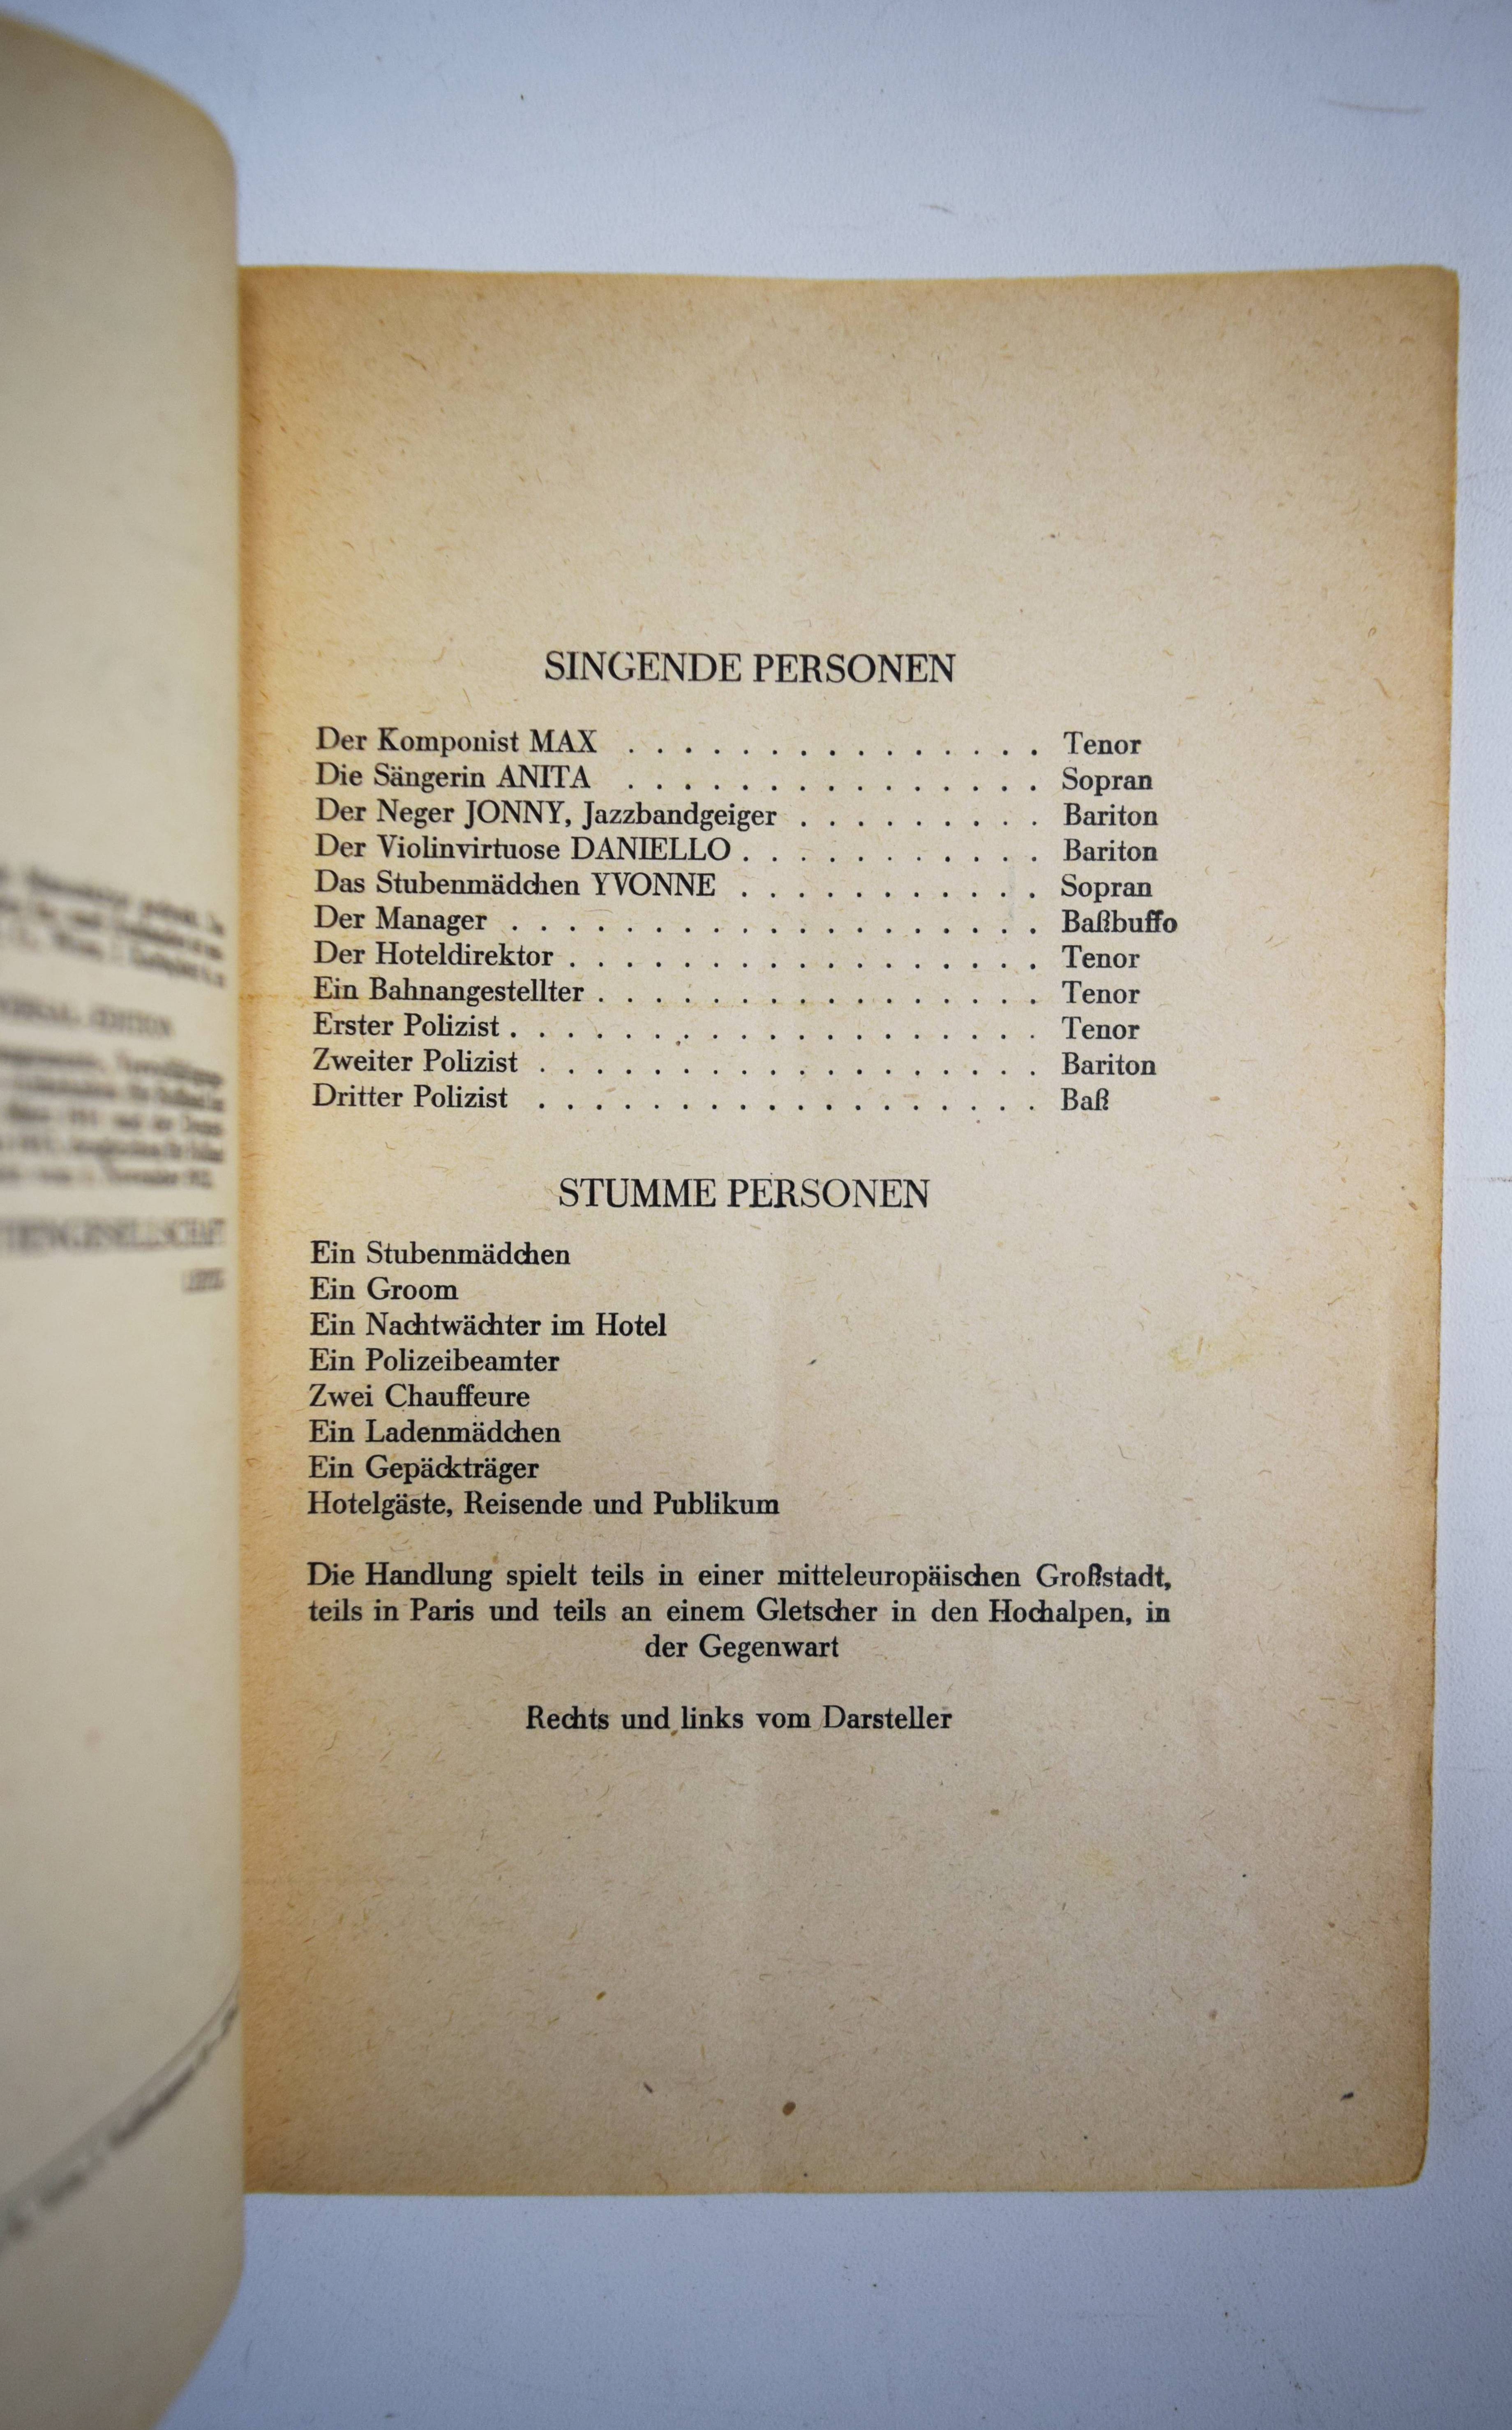 SINGENDE PERSONEN
Der Komponist MAX . . . . . . . . . . . . . . . Tenor
Die Sängerin ANITA . . . . . . . . . . . . . . . Sopran
Der Neger JONNY, Jazzbandgeiger . . . . . . . . . Bariton
Der Violinvirtuose DANIELLO . . . . . . . . . . . Bariton
Das Stubenmädchen YVONNE . . . . . . . . . . . Sopran
Der Manager . . . . . . . . . . . . . . . . . . . Baßbuffo
Der Hoteldirektor . . . . . . . . . . . . . . . . . Tenor
Ein Bahnangestellter . . . . . . . . . . . . . . . . Tenor
Erster Polizist . . . . . . . . . . . . . . . . . . . Tenor
Zweiter Polizist . . . . . . . . . . . . . . . . . . Bariton
Dritter Polizist . . . . . . . . . . . . . . . . . . Baß
STUMME PERSONEN
Ein Stubenmädchen
Ein Groom
Ein Nachtwächter im Hotel
Ein Polizeibeamter
Zwei Chauffeure
Ein Ladenmädchen
Ein Gepäckträger
Hotelgäste, Reisende und Publikum
Die Handlung spielt teils in einer mitteleuropäischen Großstadt,
teils in Paris und teils an einem Gletscher in den Hochalpen, in
der Gegenwart
Rechts und links vom Darsteller